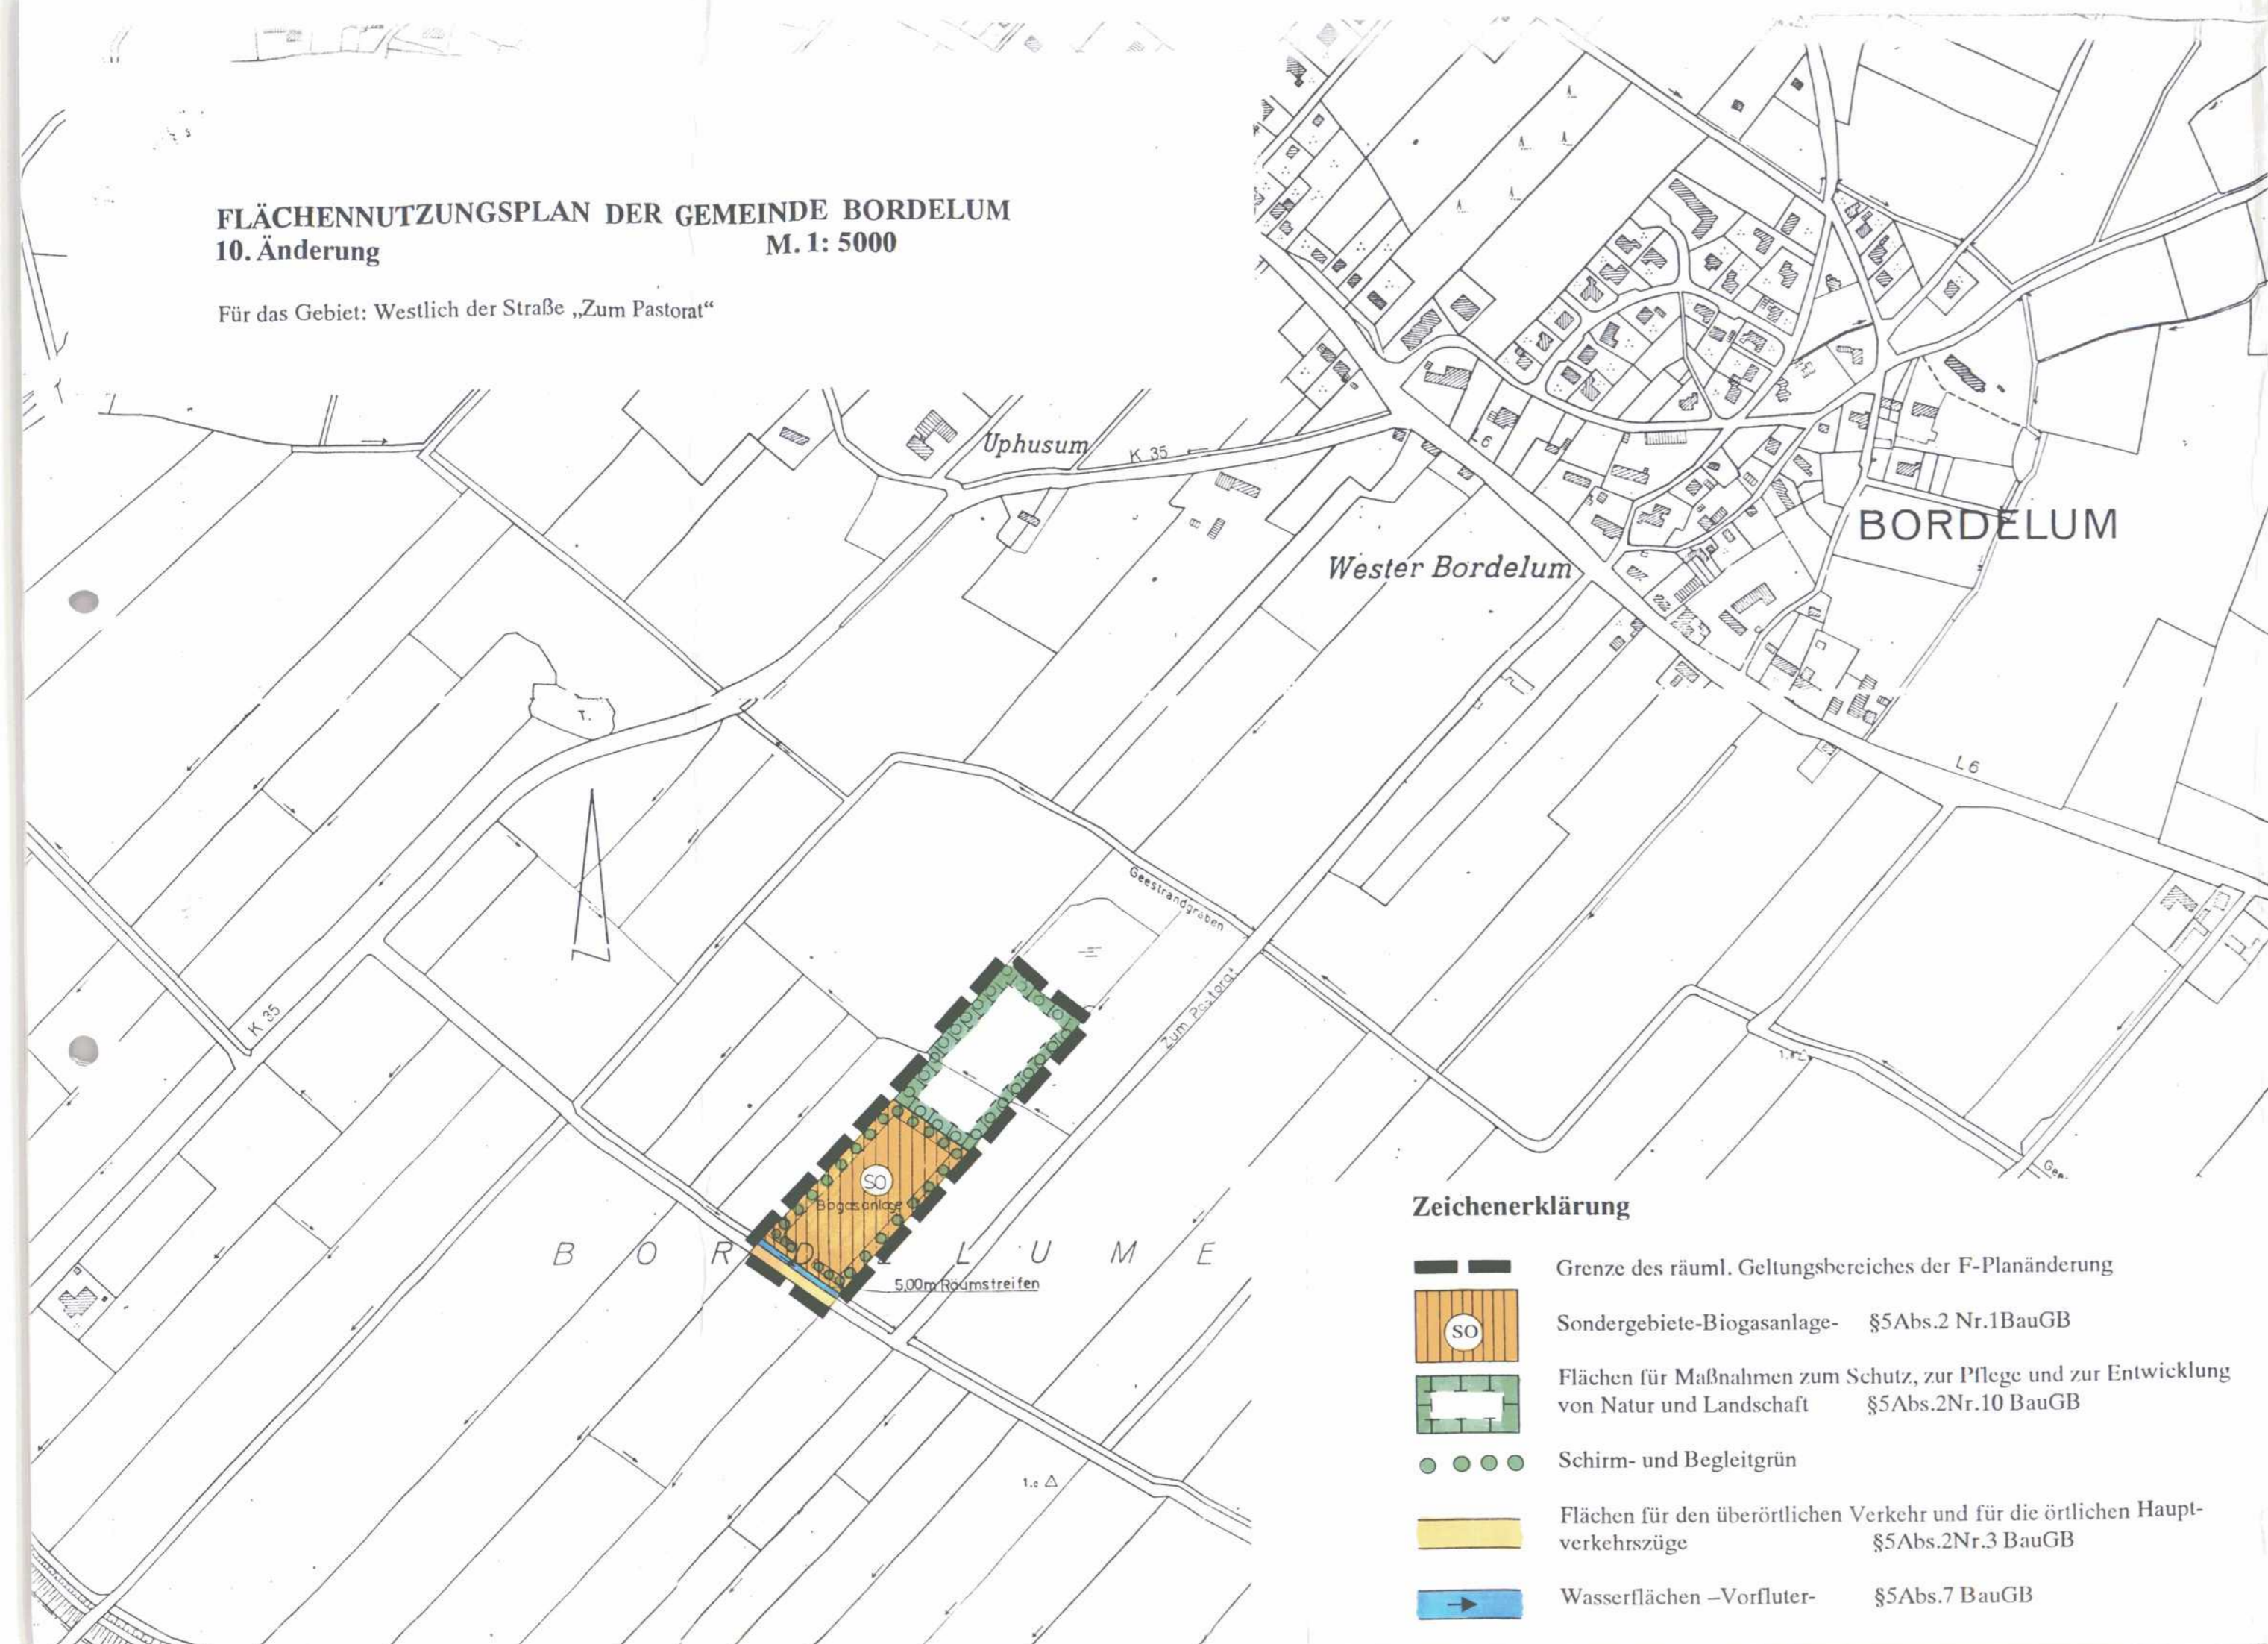 FLÄCHENNUTZUNGSPLAN DER GEMEINDE BORDELUM
10. Änderung M. 1: 5000
Für das Gebiet: Westlich der Straße „Zum Pastorat“
Uphusum
K 35
L6
BORDELUM
Wester Bordelum
T.
L 6
Geestrandgraben
K 35
Zum Pastorat
SO
Biogasanlage
B O R D E L U M E
5,00m Räumstreifen
Zeichenerklärung
Grenze des räuml. Geltungsbereiches der F-Planänderung
SO
Sondergebiete-Biogasanlage- §5Abs.2 Nr.1BauGB
Flächen für Maßnahmen zum Schutz, zur Pflege und zur Entwicklung
von Natur und Landschaft §5Abs.2Nr.10 BauGB
Schirm- und Begleitgrün
Flächen für den überörtlichen Verkehr und für die örtlichen Haupt-
verkehrszüge §5Abs.2Nr.3 BauGB
Wasserflächen –Vorfluter- §5Abs.7 BauGB